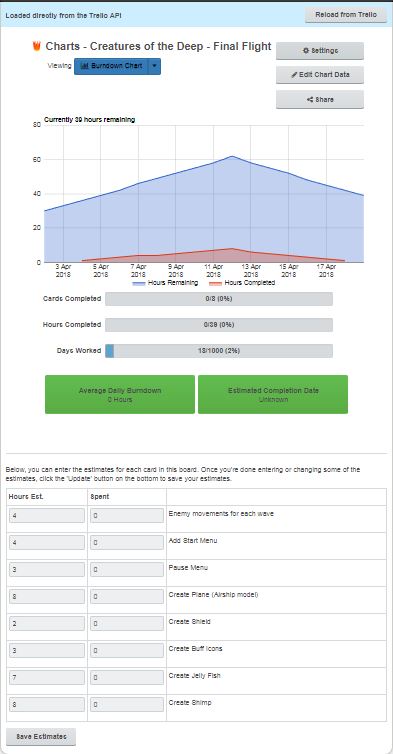 Loaded directly from the Trello API
Reload from Trello
Charts - Creatures of the Deep - Final Flight
Settings
Viewing
Burndown Chart
Edit Chart Data
Share
Currently 39 hours remaining
80
60
40
20
0
3 Apr 2018
5 Apr 2018
7 Apr 2018
9 Apr 2018
11 Apr 2018
13 Apr 2018
15 Apr 2018
17 Apr 2018
Hours Remaining
Hours Completed
Cards Completed
0/8 (0%)
Hours Completed
0/39 (0%)
Days Worked
18/1000 (2%)
Average Daily Burndown
0 Hours
Estimated Completion Date
Unknown
Below, you can enter the estimates for each card in this board. Once you're done entering or changing some of the
estimates, click the 'Update' button on the bottom to save your estimates.
Hours Est. Spent
4 0 Enemy movements for each wave
4 0 Add Start Menu
3 0 Pause Menu
8 0 Create Plane (Airship model)
2 0 Create Shield
3 0 Create Buff Icons
7 0 Create Jelly Fish
8 0 Create Shimp
Save Estimates